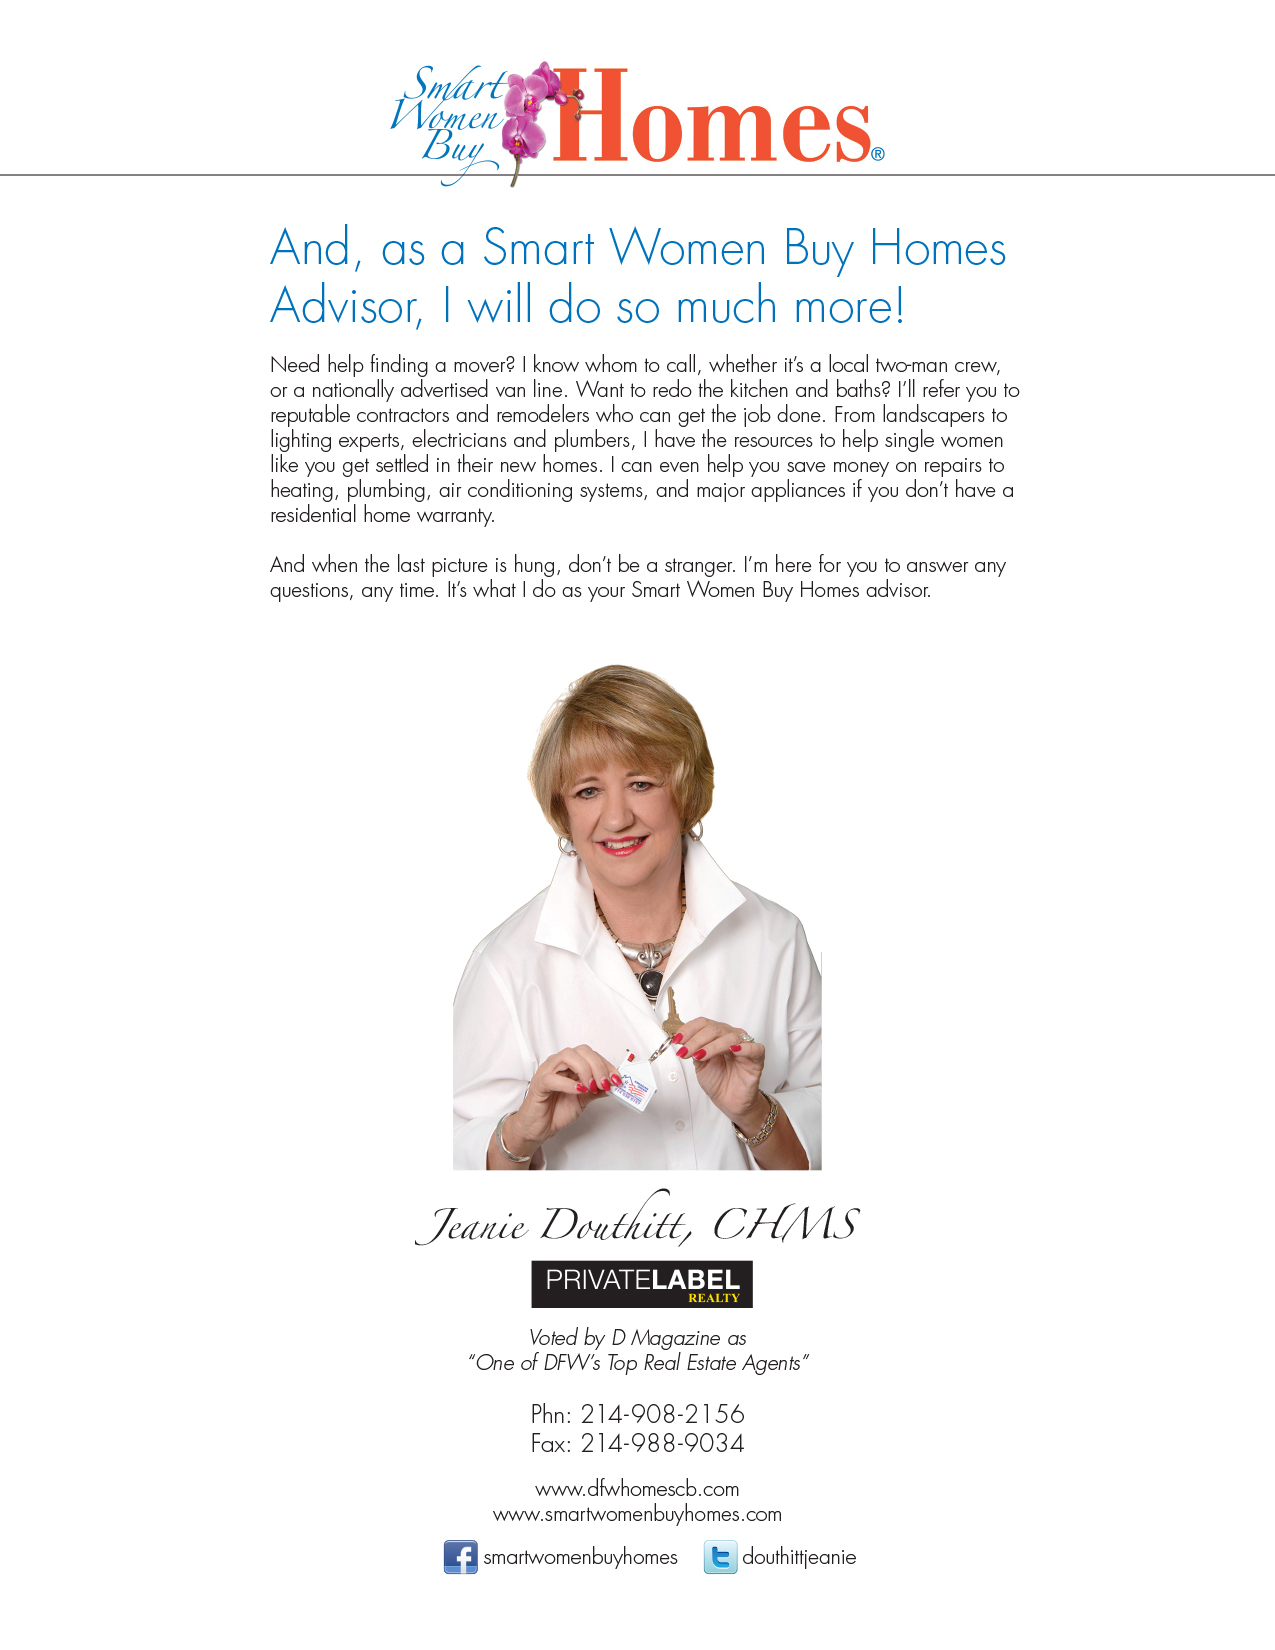 Smart
Women
Buy
Homes®
And, as a Smart Women Buy Homes
Advisor, I will do so much more!
Need help finding a mover? I know whom to call, whether it’s a local two-man crew,
or a nationally advertised van line. Want to redo the kitchen and baths? I’ll refer you to
reputable contractors and remodelers who can get the job done. From landscapers to
lighting experts, electricians and plumbers, I have the resources to help single women
like you get settled in their new homes. I can even help you save money on repairs to
heating, plumbing, air conditioning systems, and major appliances if you don’t have a
residential home warranty.
And when the last picture is hung, don’t be a stranger. I’m here for you to answer any
questions, any time. It’s what I do as your Smart Women Buy Homes advisor.
Jeanie Douthitt, CHMS
PRIVATELABEL
REALTY
Voted by D Magazine as
“One of DFW’s Top Real Estate Agents”
Phn: 214-908-2156
Fax: 214-988-9034
www.dfwhomescb.com
www.smartwomenbuyhomes.com
smartwomenbuyhomes
douthittjeanie